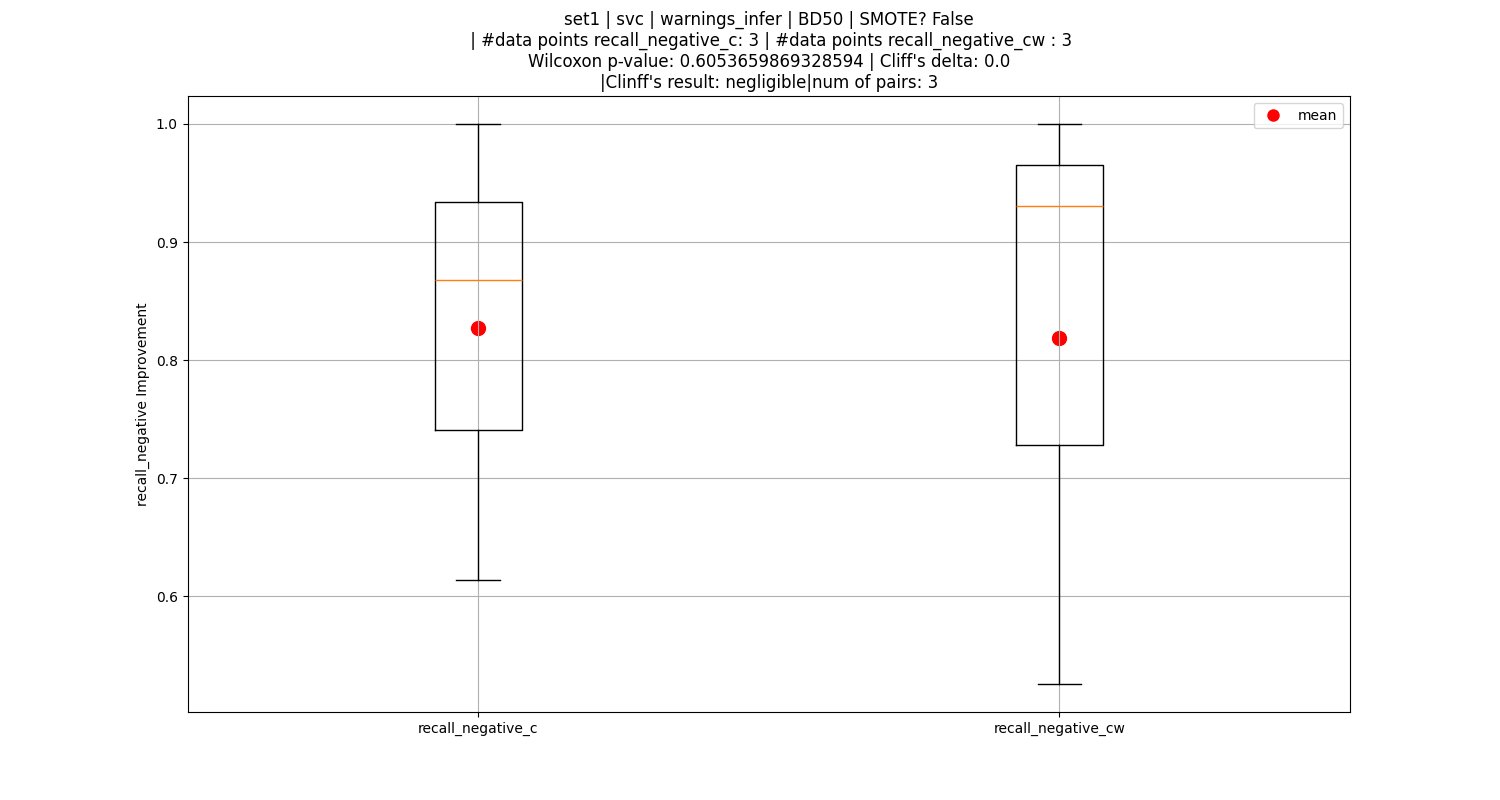 set1 | svc | warnings_infer | BD50 | SMOTE? False
| #data points recall_negative_c: 3 | #data points recall_negative_cw : 3
Wilcoxon p-value: 0.6053659869328594 | Cliff's delta: 0.0
|Clinff's result: negligible|num of pairs: 3
mean
1.0
0.9
0.8
0.7
0.6
recall_negative Improvement
recall_negative_c
recall_negative_cw